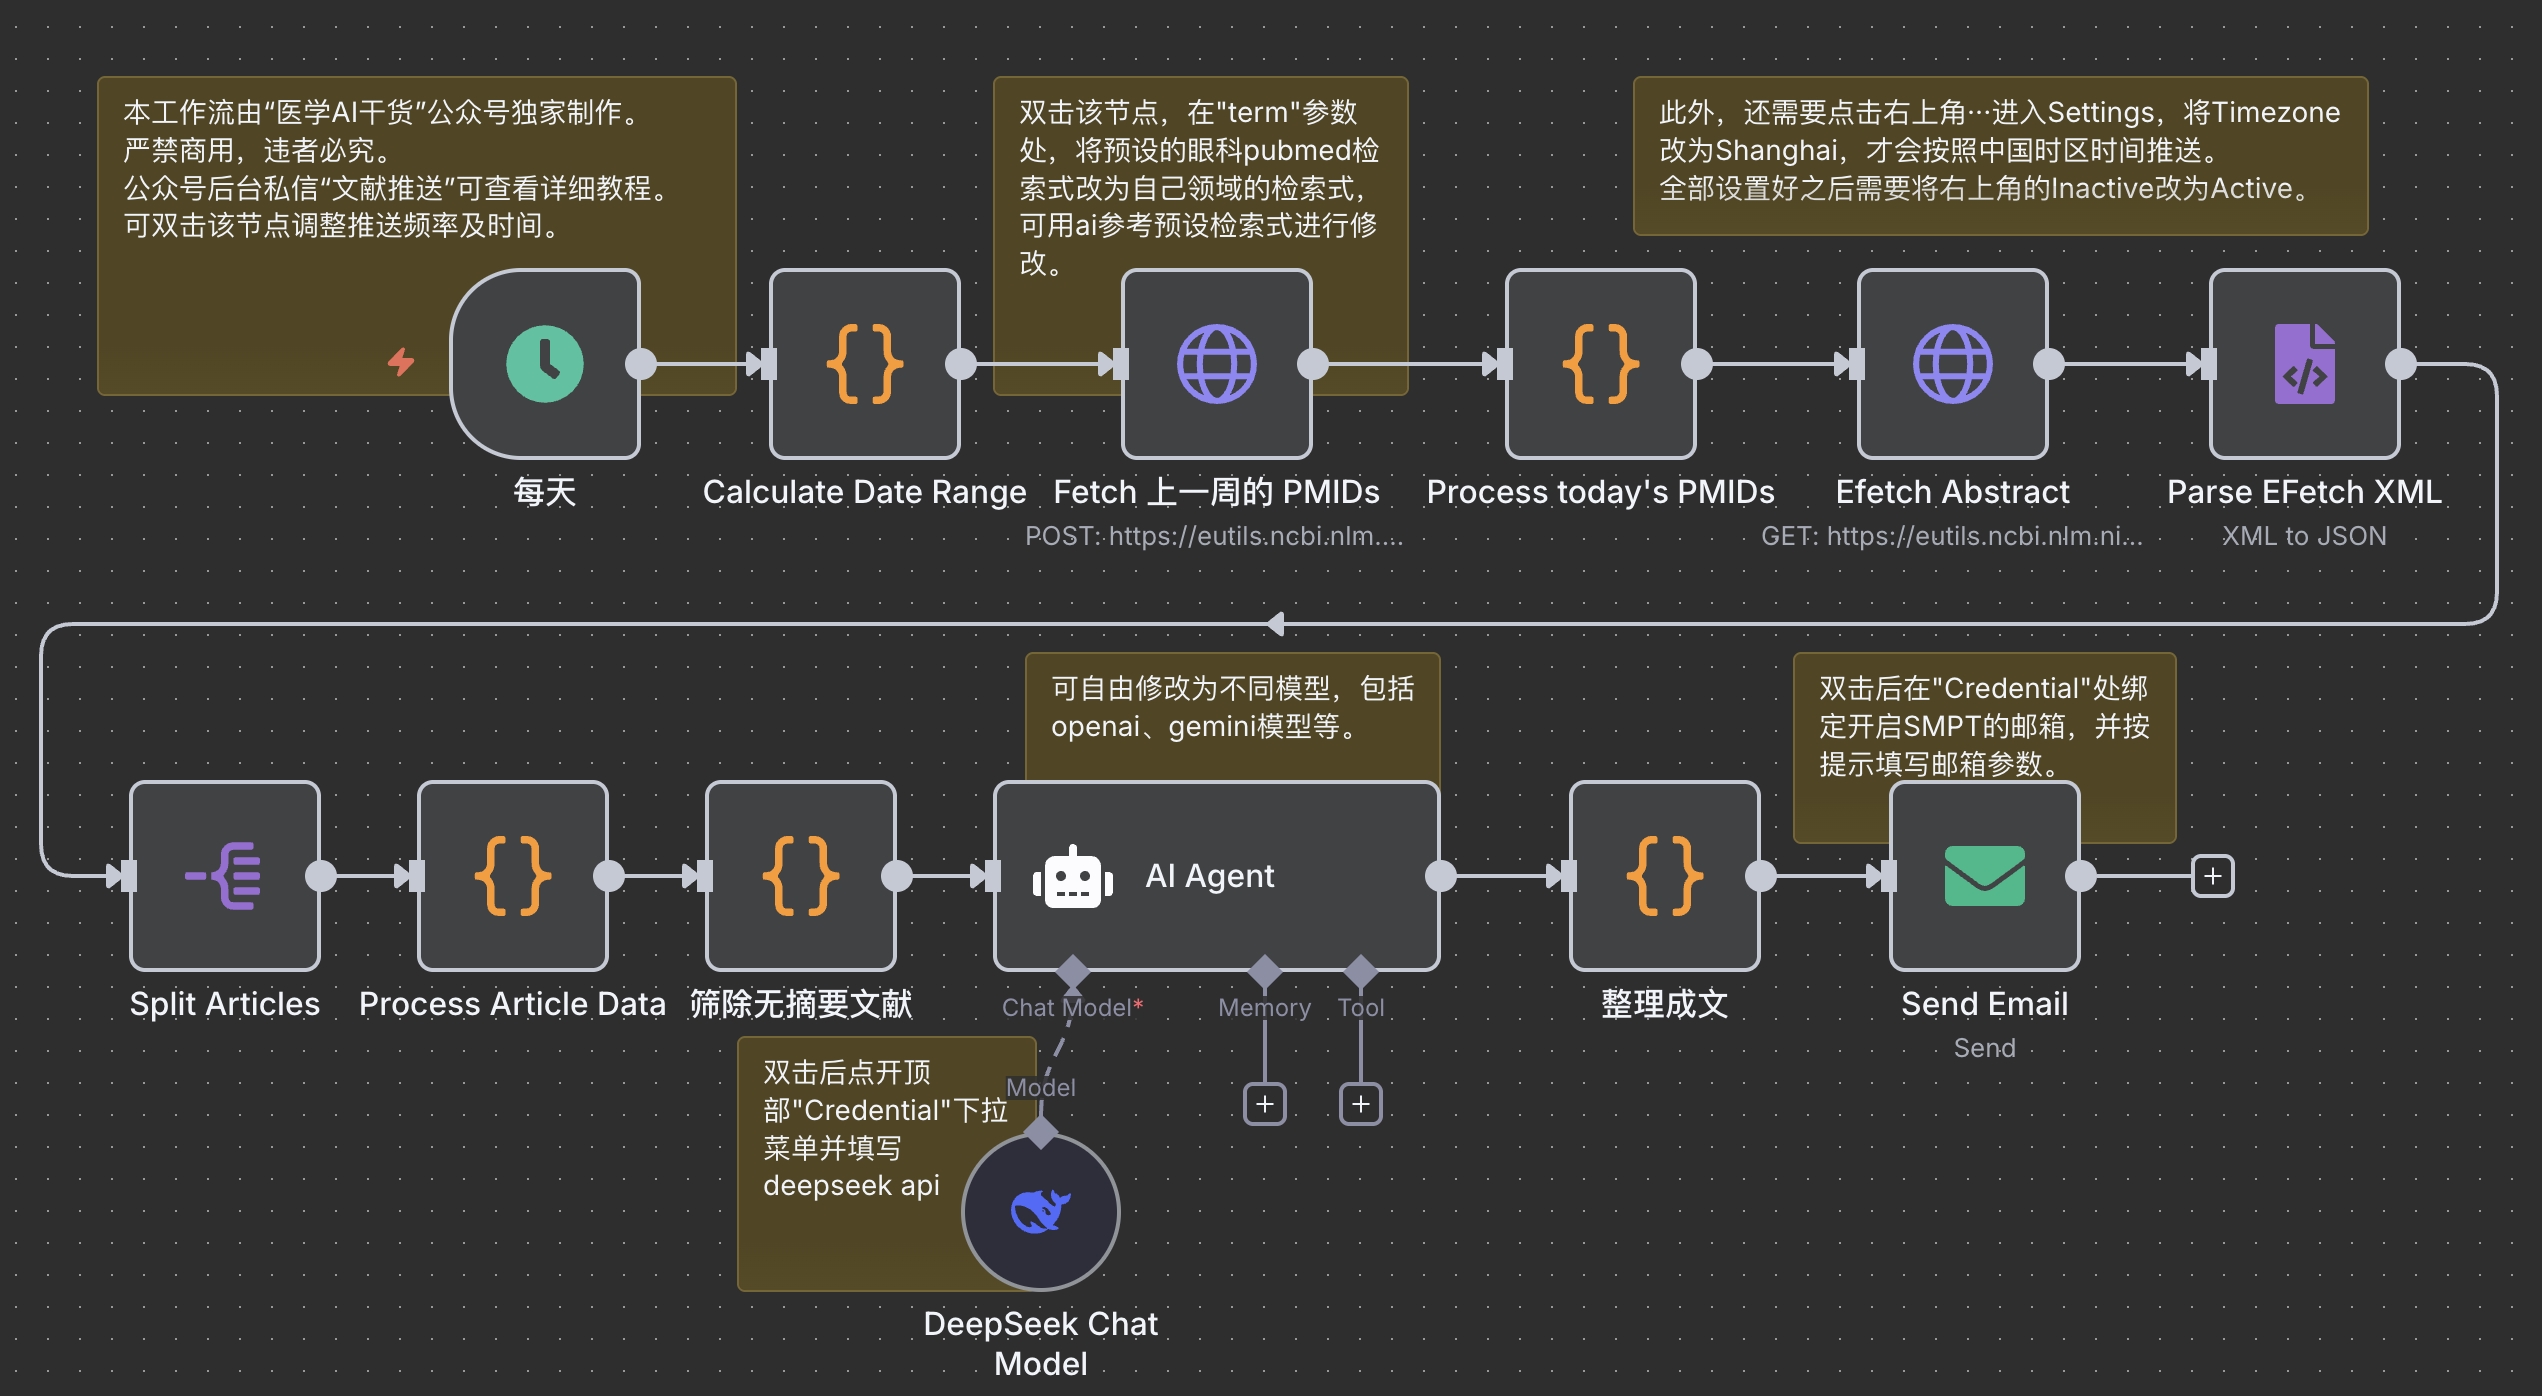 本工作流由“医学AI干货”公众号独家制作。
严禁商用，违者必究。
公众号后台私信“文献推送”可查看详细教程。
可双击该节点调整推送频率及时间。
双击该节点，在"term"参数
处，将预设的眼科pubmed检
索式改为自己领域的检索式，
可用ai参考预设检索式进行修
改。
此外，还需要点击右上角···进入Settings，将Timezone
改为Shanghai，才会按照中国时区时间推送。
全部设置好之后需要将右上角的Inactive改为Active。
每天
Calculate Date Range
Fetch 上一周的 PMIDs
POST: https://eutils.ncbi.nlm....
Process today's PMIDs
Efetch Abstract
GET: https://eutils.ncbi.nlm.ni...
Parse EFetch XML
XML to JSON
可自由修改为不同模型，包括
openai、gemini模型等。
双击后在"Credential"处绑
定开启SMPT的邮箱，并按
提示填写邮箱参数。
AI Agent
Split Articles
Process Article Data
筛除无摘要文献
Chat Model*
Memory
Tool
整理成文
Send Email
Send
双击后点开顶
部"Credential"下拉
菜单并填写
deepseek api
Model
DeepSeek Chat
Model